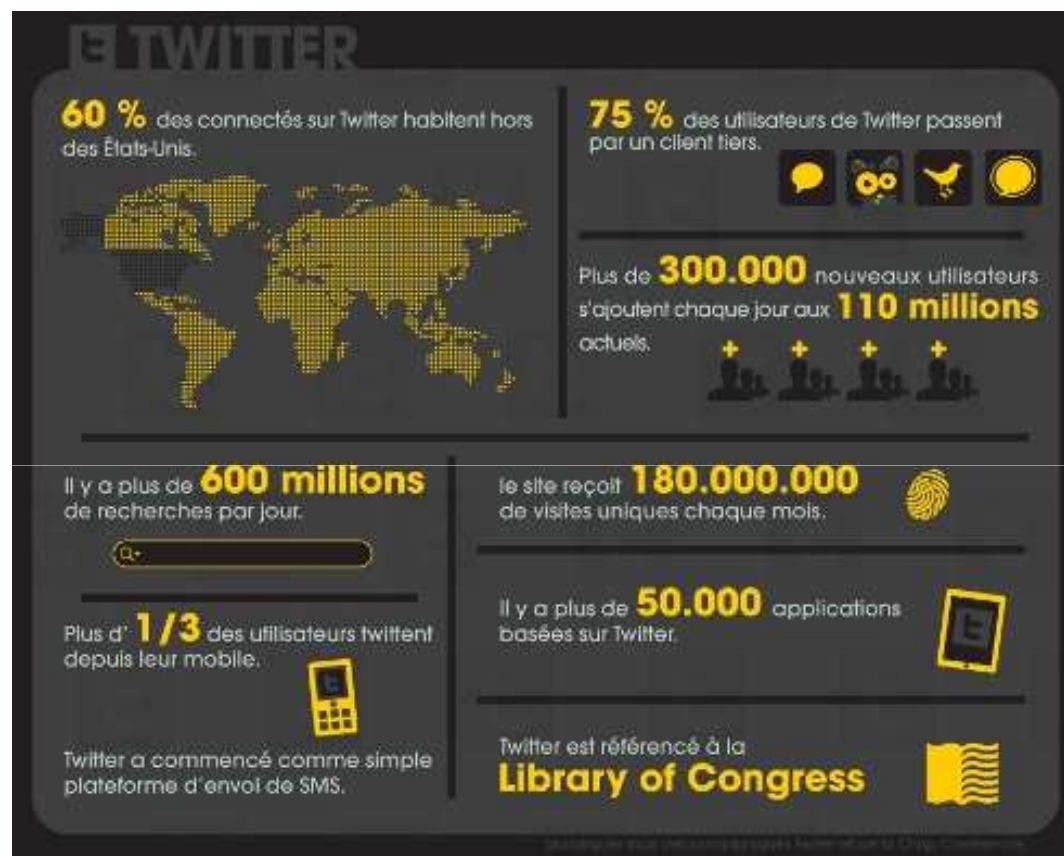 TWITTER
60 % des connectés sur Twitter habitent hors
des États-Unis.
75 % des utilisateurs de Twitter passent
par un client tiers.
Plus de 300.000 nouveaux utilisateurs
s'ajoutent chaque jour aux 110 millions
actuels.
Il y a plus de 600 millions
de recherches par jour.
Plus d' 1/3 des utilisateurs twittent
depuis leur mobile.
Twitter a commencé comme simple
plateforme d'envoi de SMS.
le site reçoit 180.000.000
de visites uniques chaque mois.
Il y a plus de 50.000 applications
basées sur Twitter.
Twitter est référencé à la
Library of Congress